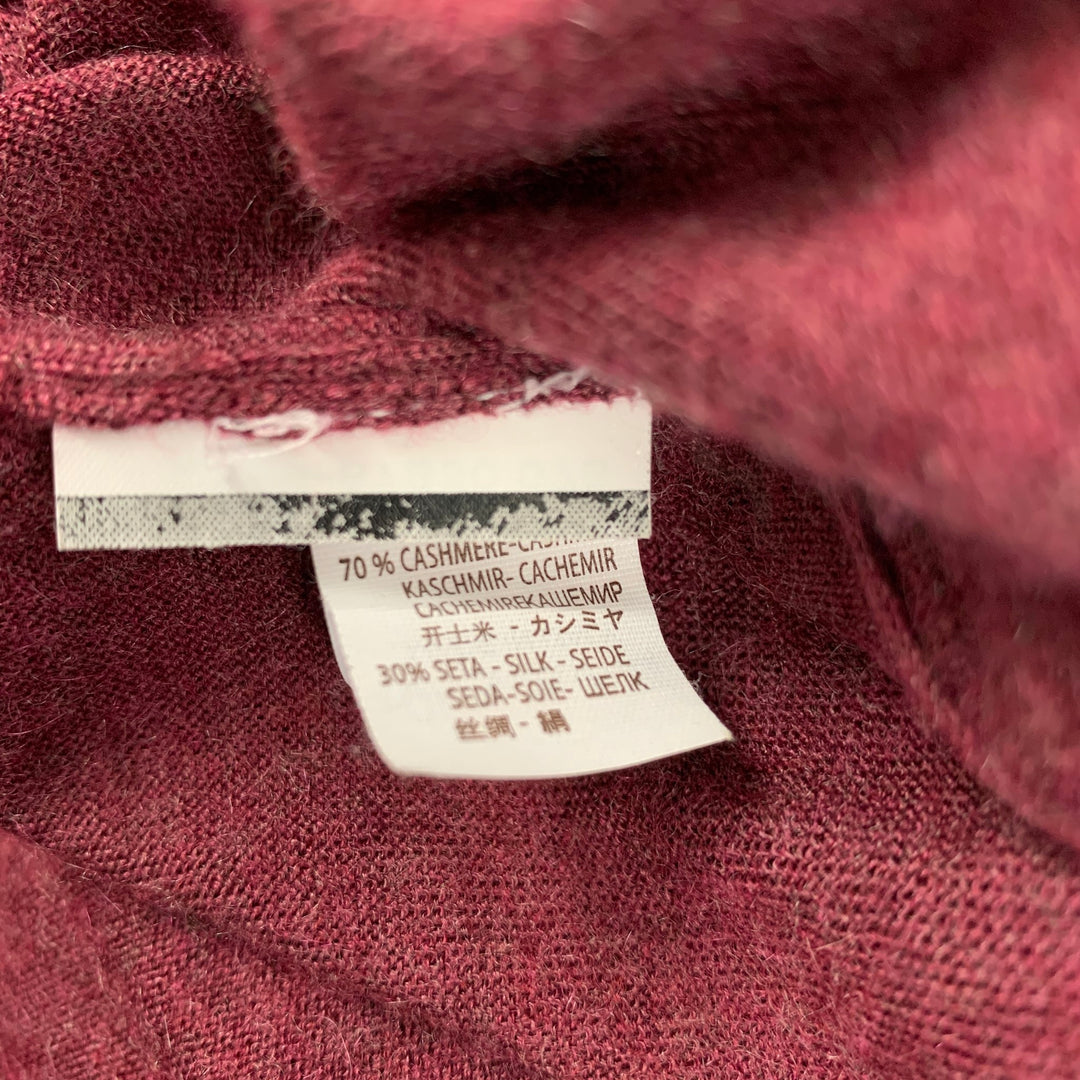 70 % CASHMERE-CASHMIR
KASCHMIR- CACHEMIR
CACHEMIREКАШЕМИР
开士米 - カシミヤ
30% SETA - SILK - SEIDE
SEDA-SOIE- ШЕЛК
丝绸 - 絹